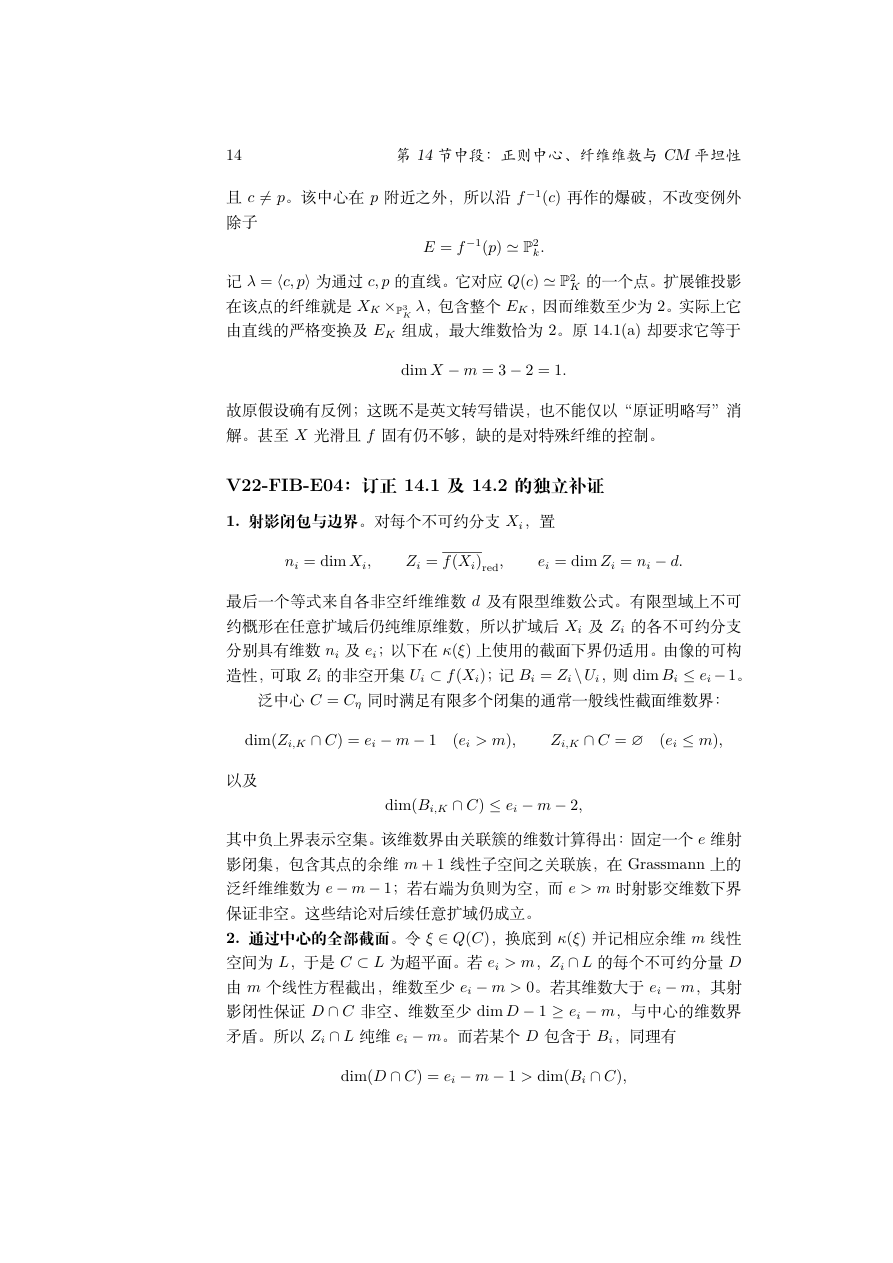 14 第 14 节中段：正则中心、纤维维数与 CM 平坦性
且 c ≠ p。该中心在 p 附近之外，所以沿 f⁻¹(c) 再作的爆破，不改变例外
除子
E = f⁻¹(p) ≃ ℙ²ₖ.
记 λ = ⟨c, p⟩ 为通过 c, p 的直线。它对应 Q(c) ≃ ℙ²_K 的一个点。扩展锥投影
在该点的纤维就是 X_K ×_{ℙ³_K} λ，包含整个 E_K，因而维数至少为 2。实际上它
由直线的严格变换及 E_K 组成，最大维数恰为 2。原 14.1(a) 却要求它等于
dim X − m = 3 − 2 = 1.
故原假设确有反例；这既不是英文转写错误，也不能仅以“原证明略写”消
解。甚至 X 光滑且 f 固有仍不够，缺的是对特殊纤维的控制。
V22-FIB-E04：订正 14.1 及 14.2 的独立补证
1. 射影闭包与边界。对每个不可约分支 X_i，置
n_i = dim X_i, Z_i = \overline{f(X_i)}_{red}, e_i = dim Z_i = n_i − d.
最后一个等式来自各非空纤维维数 d 及有限型维数公式。有限型域上不可
约概形在任意扩域后仍纯维原维数，所以扩域后 X_i 及 Z_i 的各不可约分支
分别具有维数 n_i 及 e_i；以下在 κ(ξ) 上使用的截面下界仍适用。由像的可构
造性，可取 Z_i 的非空开集 U_i ⊂ f(X_i)；记 B_i = Z_i \ U_i，则 dim B_i ≤ e_i − 1。
泛中心 C = C_η 同时满足有限多个闭集的通常一般线性截面维数界：
dim(Z_{i,K} ∩ C) = e_i − m − 1 (e_i > m), Z_{i,K} ∩ C = ∅ (e_i ≤ m),
以及
dim(B_{i,K} ∩ C) ≤ e_i − m − 2,
其中负上界表示空集。该维数界由关联簇的维数计算得出：固定一个 e 维射
影闭集，包含其点的余维 m + 1 线性子空间之关联族，在 Grassmann 上的
泛纤维维数为 e − m − 1；若右端为负则为空，而 e > m 时射影交维数下界
保证非空。这些结论对后续任意扩域仍成立。
2. 通过中心的全部截面。令 ξ ∈ Q(C)，换底到 κ(ξ) 并记相应余维 m 线性
空间为 L，于是 C ⊂ L 为超平面。若 e_i > m，Z_i ∩ L 的每个不可约分量 D
由 m 个线性方程截出，维数至少 e_i − m > 0。若其维数大于 e_i − m，其射
影闭性保证 D ∩ C 非空、维数至少 dim D − 1 ≥ e_i − m，与中心的维数界
矛盾。所以 Z_i ∩ L 纯维 e_i − m。而若某个 D 包含于 B_i，同理有
dim(D ∩ C) = e_i − m − 1 > dim(B_i ∩ C),